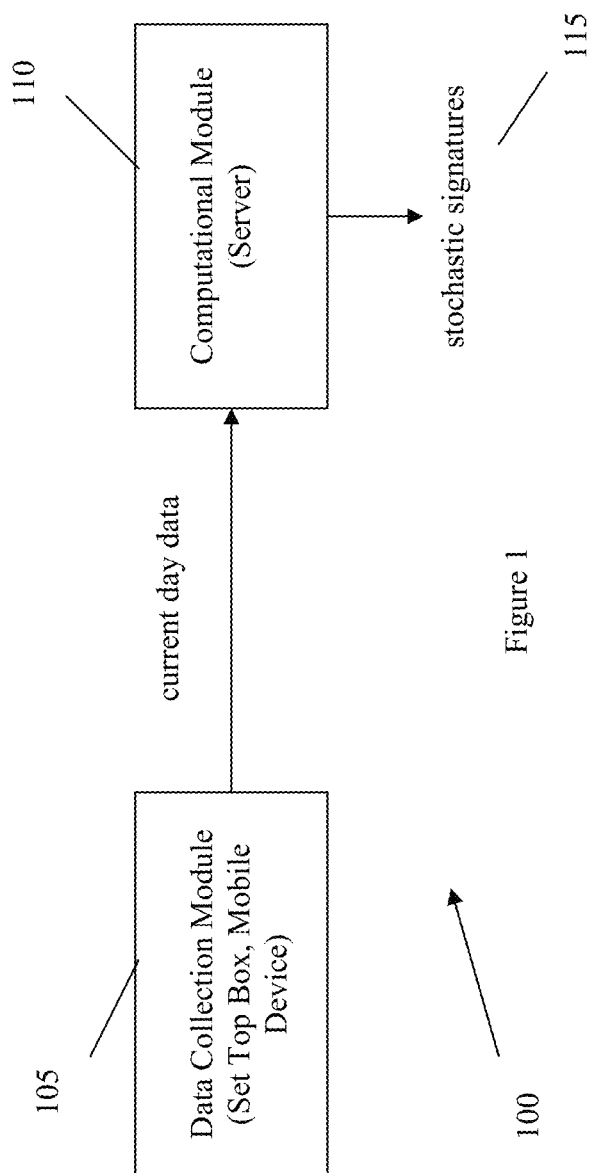 105
Data Collection Module
(Set Top Box, Mobile
Device)
current day data
110
Computational Module
(Server)
stochastic signatures
115
100
Figure 1